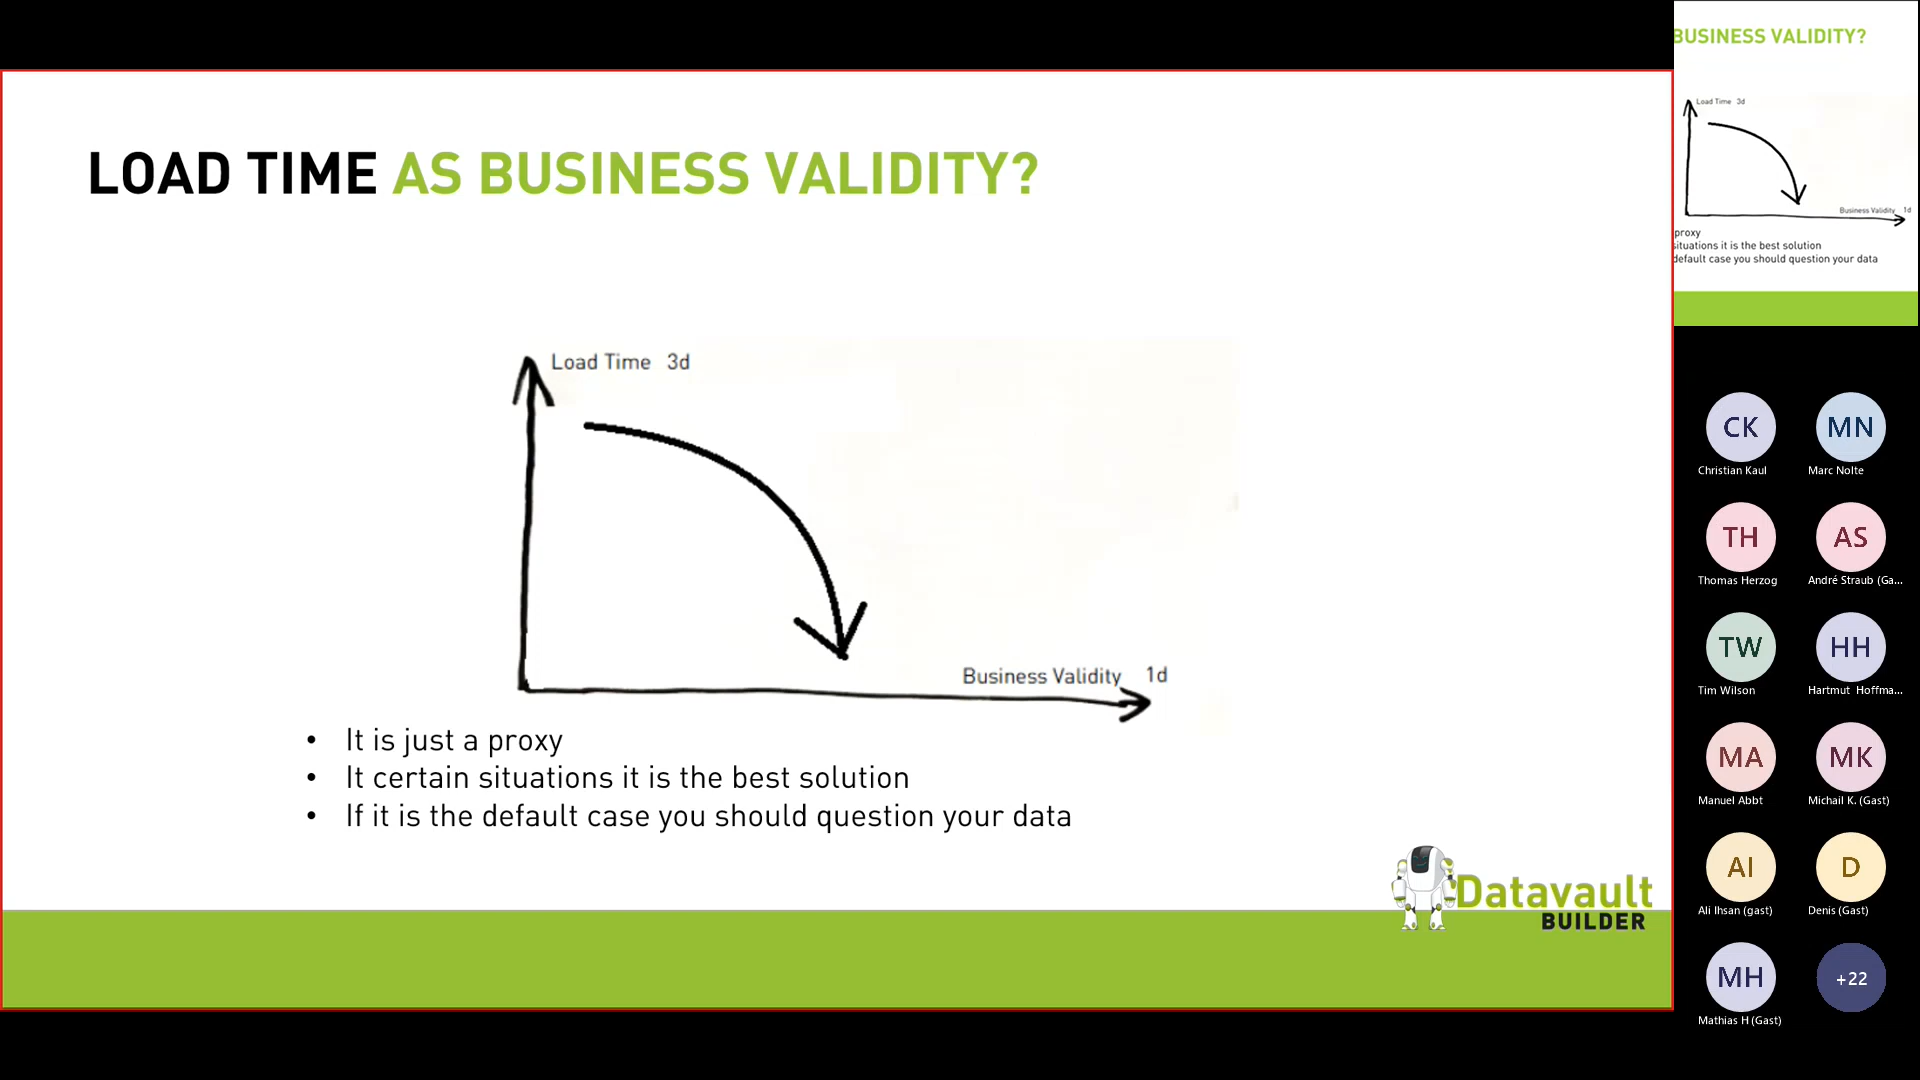 LOAD TIME AS BUSINESS VALIDITY?
Load Time 3d
Business Validity 1d
• It is just a proxy
• It certain situations it is the best solution
• If it is the default case you should question your data
Datavault
BUILDER
BUSINESS VALIDITY?
Load Time 3d
Business Validity 1d
proxy
situations it is the best solution
default case you should question your data
CK MN
Christian Kaul Marc Nolte
TH AS
Thomas Herzog André Straub (Ga...
TW HH
Tim Wilson Hartmut Hoffma...
MA MK
Manuel Abbt Michail K. (Gast)
AI D
Ali Ihsan (gast) Denis (Gast)
MH +22
Mathias H (Gast)